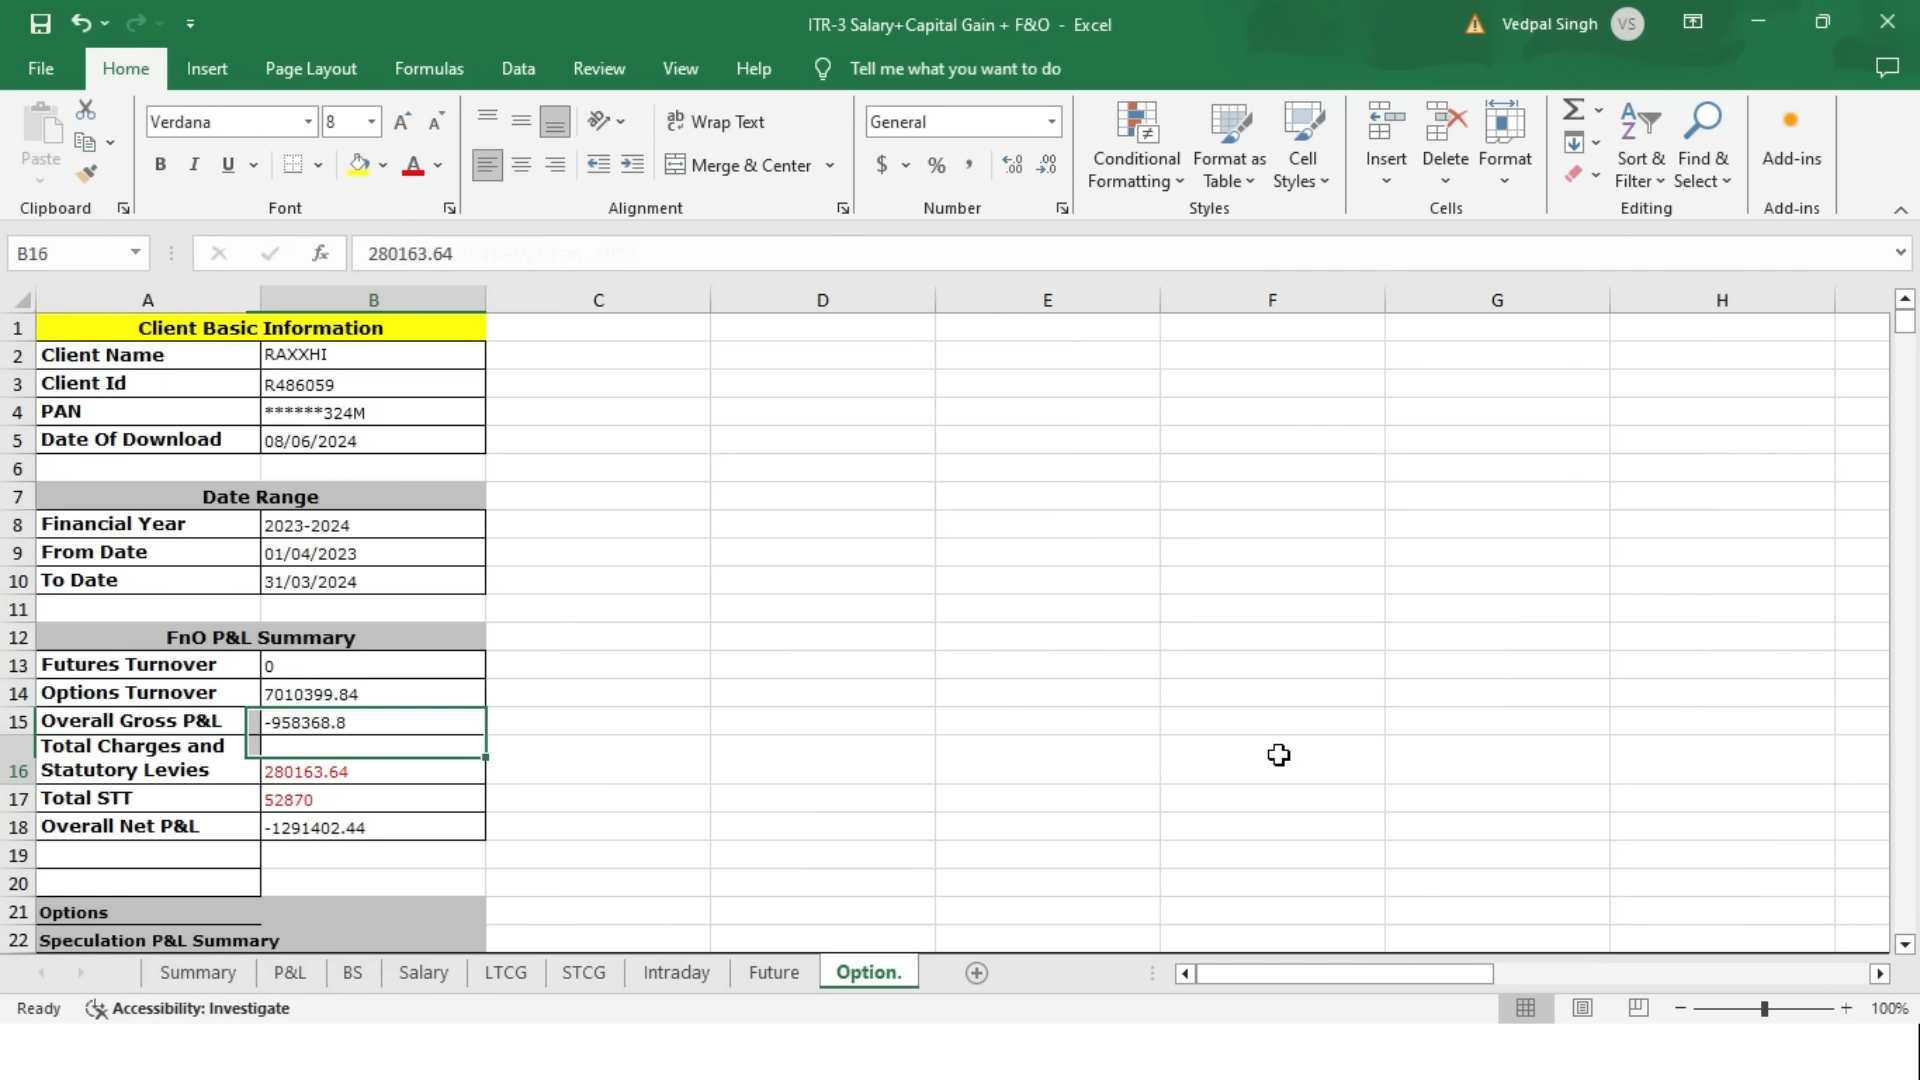 ITR-3 Salary+Capital Gain + F&O - Excel
Vedpal Singh
VS
File Home Insert Page Layout Formulas Data Review View Help Tell me what you want to do
Paste
Clipboard
Verdana 8
B I U A
Font
ab Wrap Text
Merge & Center
Alignment
General
$ % ,
Number
Conditional Formatting
Format as Table
Cell Styles
Styles
Insert
Delete
Format
Cells
Sort & Filter
Find & Select
Editing
Add-ins
Add-ins
B16 fx 280163.64
A B C D E F G H
1 Client Basic Information
2 Client Name RAXXHI
3 Client Id R486059
4 PAN ******324M
5 Date Of Download 08/06/2024
6
7 Date Range
8 Financial Year 2023-2024
9 From Date 01/04/2023
10 To Date 31/03/2024
11
12 FnO P&L Summary
13 Futures Turnover 0
14 Options Turnover 7010399.84
15 Overall Gross P&L -958368.8
Total Charges and
16 Statutory Levies 280163.64
17 Total STT 52870
18 Overall Net P&L -1291402.44
19
20
21 Options
22 Speculation P&L Summary
Summary P&L BS Salary LTCG STCG Intraday Future Option.
Ready Accessibility: Investigate 100%